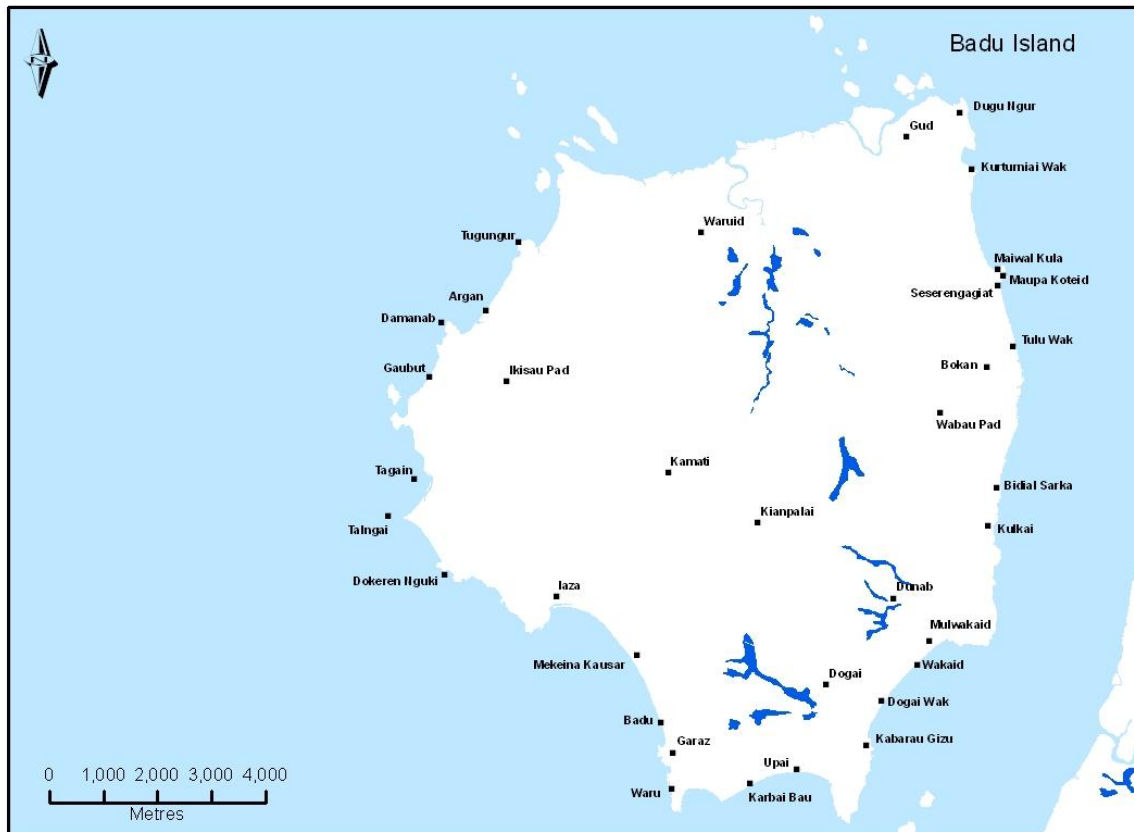 Badu Island
N
Dugu Ngur
Gud
Kurturniai Wak
Waruid
Tugungur
Maiwal Kula
Maupa Koteid
Seserengagiat
Argan
Damanab
Tulu Wak
Bokan
Gaubut
Ikisau Pad
Wabau Pad
Kamati
Tagain
Bidial Sarka
Kianpalai
Talngai
Kulkai
Dokeren Nguki
Iaza
Dunab
Mulwakaid
Mekeina Kausar
Wakaid
Dogai
Dogai Wak
Badu
Garaz
Kabarau Gizu
Upai
Waru
Karbai Bau
0 1,000 2,000 3,000 4,000
Metres